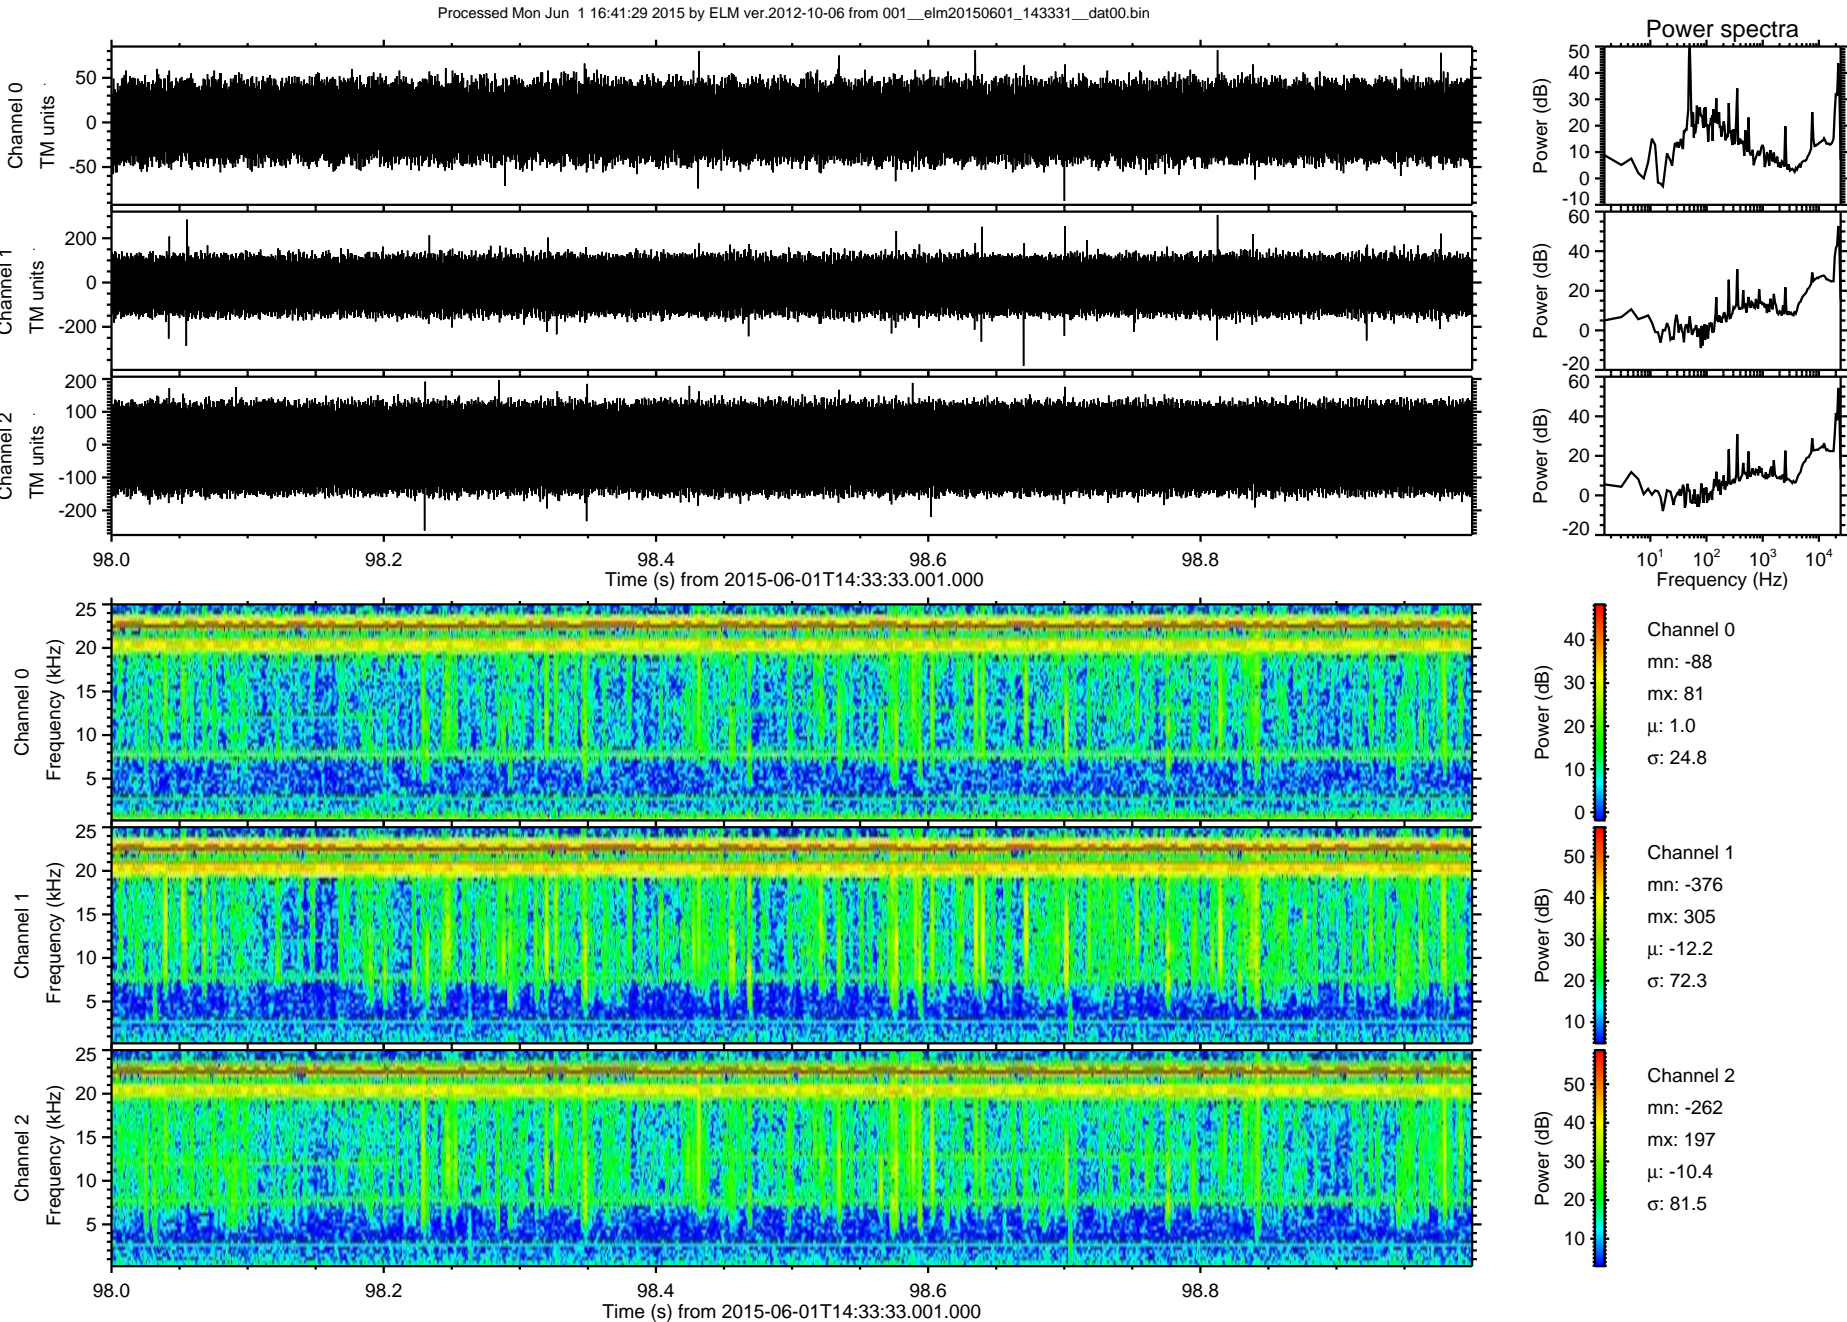 Processed Mon Jun  1 16:41:29 2015 by ELM ver.2012-10-06 from 001__elm20150601_143331__dat00.bin
Power spectra
Channel 0
TM units
50
0
-50
Power (dB)
50
40
30
20
10
0
-10
Channel 1
TM units
200
0
-200
Power (dB)
60
40
20
0
-20
Channel 2
TM units
200
100
0
-100
-200
Power (dB)
60
40
20
0
-20
98.0 98.2 98.4 98.6 98.8
Time (s) from 2015-06-01T14:33:33.001.000
10¹ 10² 10³ 10⁴
Frequency (Hz)
Channel 0
Frequency (kHz)
25
20
15
10
5
Power (dB)
40
30
20
10
0
Channel 0
mn: -88
mx: 81
μ: 1.0
σ: 24.8
Channel 1
Frequency (kHz)
25
20
15
10
5
Power (dB)
50
40
30
20
10
Channel 1
mn: -376
mx: 305
μ: -12.2
σ: 72.3
Channel 2
Frequency (kHz)
25
20
15
10
5
Power (dB)
50
40
30
20
10
Channel 2
mn: -262
mx: 197
μ: -10.4
σ: 81.5
98.0 98.2 98.4 98.6 98.8
Time (s) from 2015-06-01T14:33:33.001.000